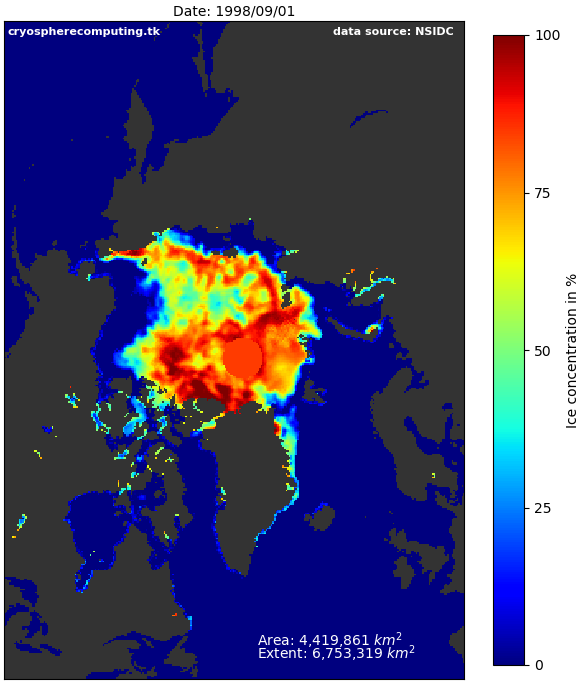 Date: 1998/09/01
cryospherecomputing.tk
data source: NSIDC
100
75
50
25
0
Ice concentration in %
Area: 4,419,861 km²
Extent: 6,753,319 km²